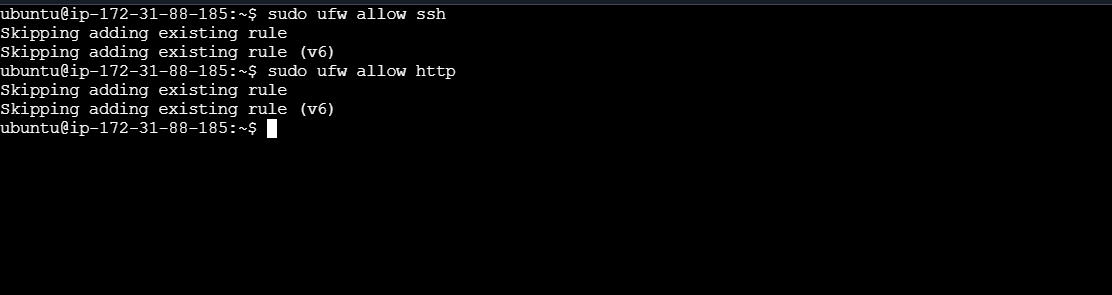 ubuntu@ip-172-31-88-185:~$ sudo ufw allow ssh
Skipping adding existing rule
Skipping adding existing rule (v6)
ubuntu@ip-172-31-88-185:~$ sudo ufw allow http
Skipping adding existing rule
Skipping adding existing rule (v6)
ubuntu@ip-172-31-88-185:~$